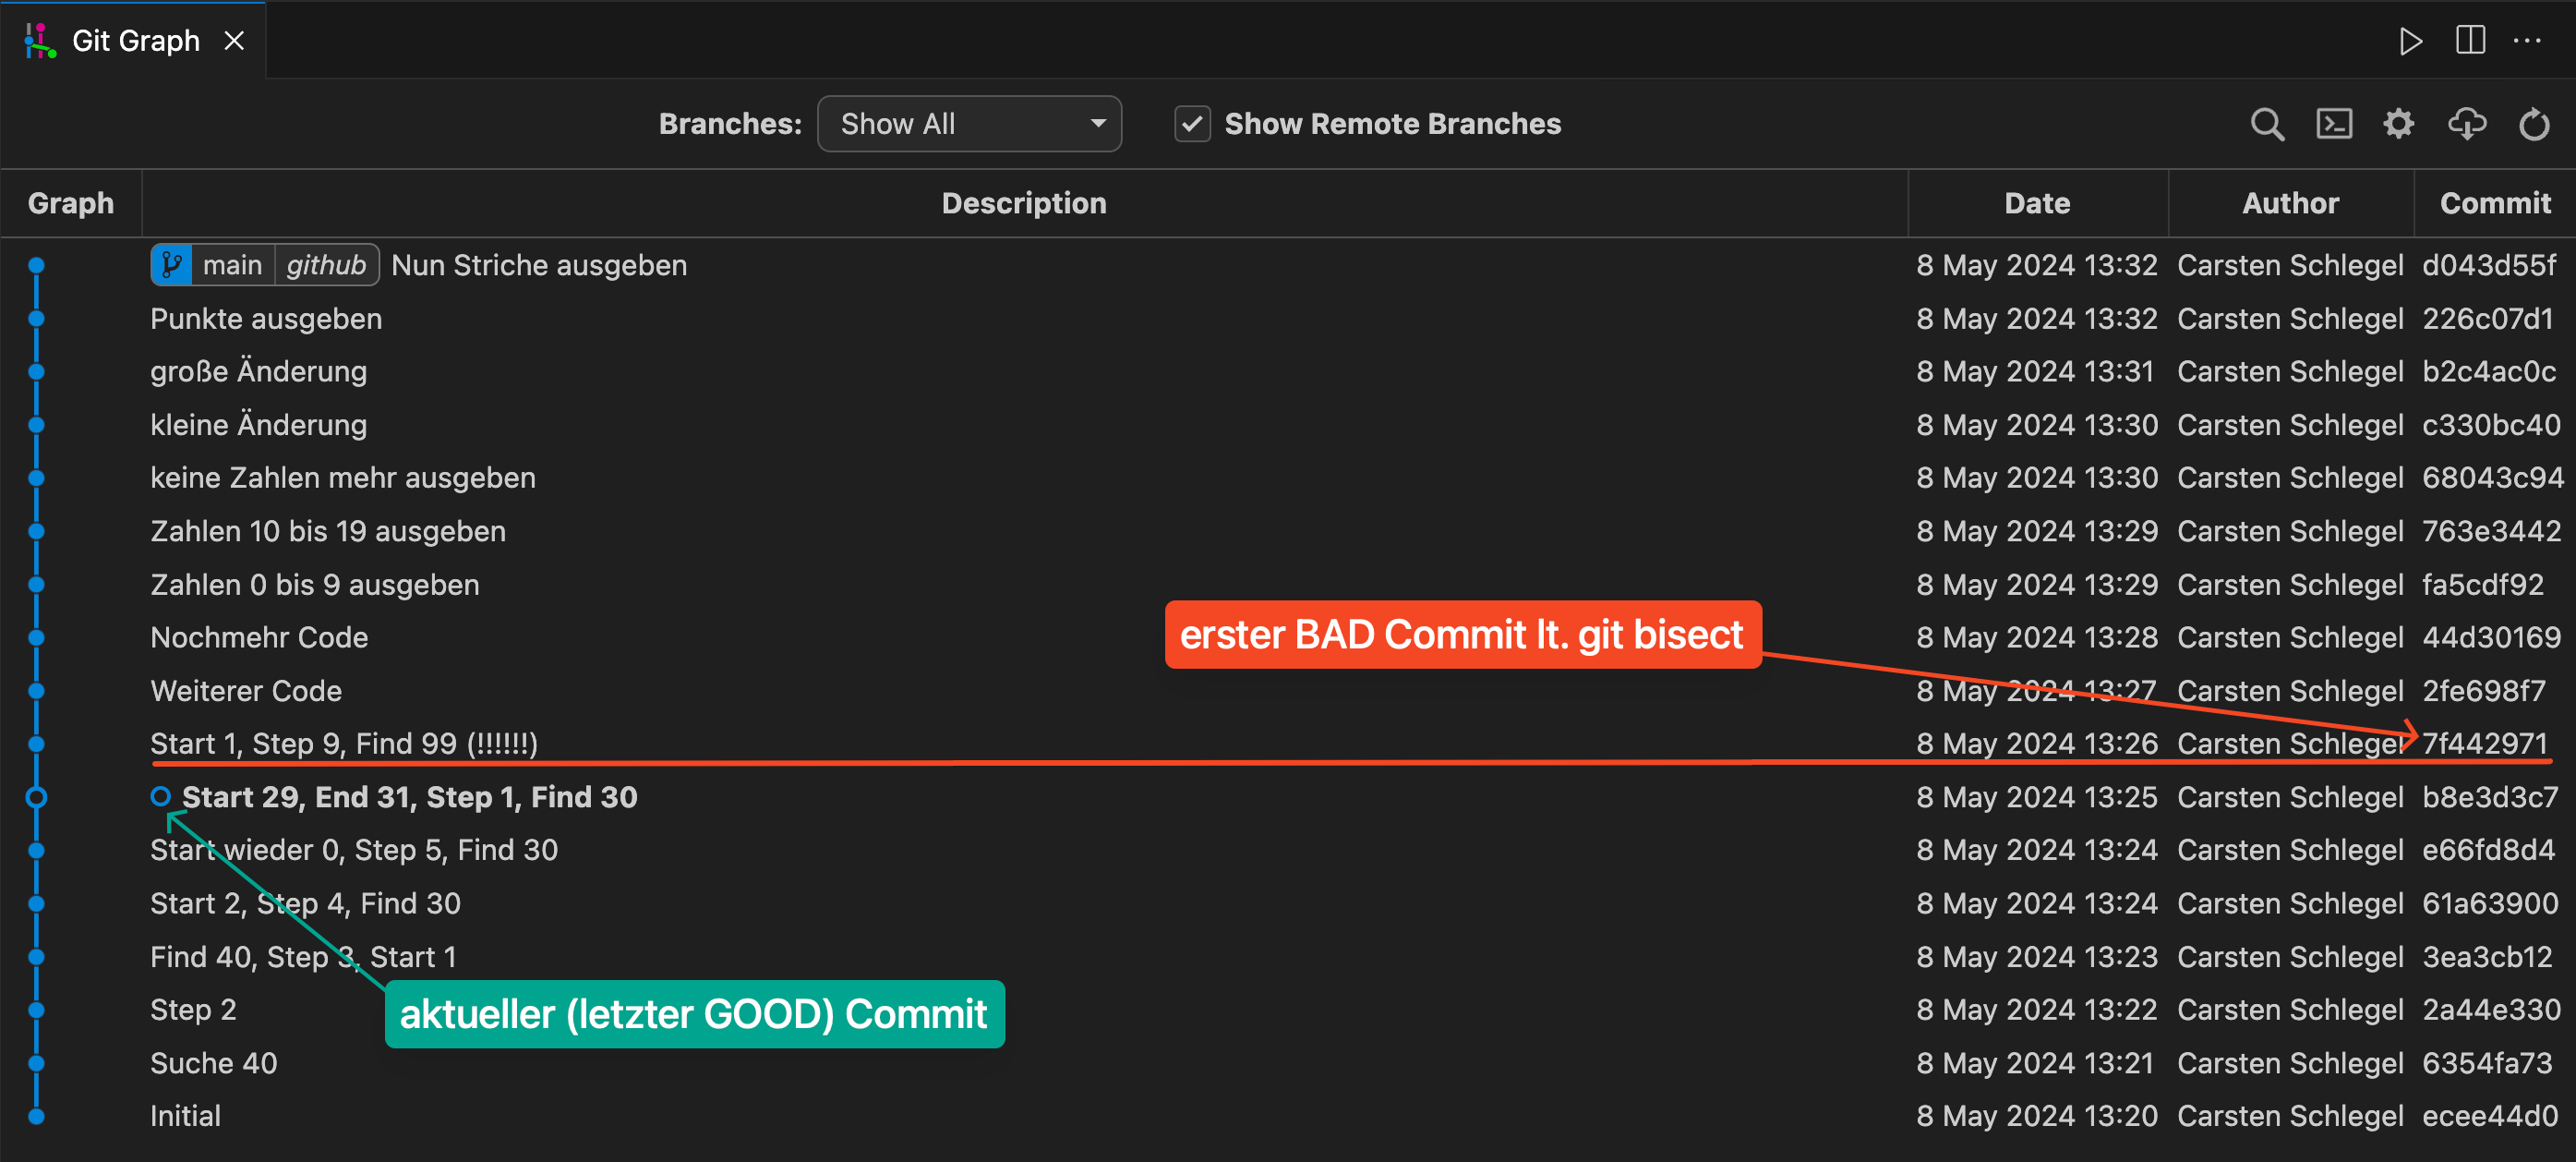 Git Graph
Branches: Show All Show Remote Branches
Graph Description Date Author Commit
main github Nun Striche ausgeben 8 May 2024 13:32 Carsten Schlegel d043d55f
Punkte ausgeben 8 May 2024 13:32 Carsten Schlegel 226c07d1
große Änderung 8 May 2024 13:31 Carsten Schlegel b2c4ac0c
kleine Änderung 8 May 2024 13:30 Carsten Schlegel c330bc40
keine Zahlen mehr ausgeben 8 May 2024 13:30 Carsten Schlegel 68043c94
Zahlen 10 bis 19 ausgeben 8 May 2024 13:29 Carsten Schlegel 763e3442
Zahlen 0 bis 9 ausgeben 8 May 2024 13:29 Carsten Schlegel fa5cdf92
erster BAD Commit lt. git bisect
Nochmehr Code 8 May 2024 13:28 Carsten Schlegel 44d30169
Weiterer Code 8 May 2024 13:27 Carsten Schlegel 2fe698f7
Start 1, Step 9, Find 99 (!!!!!!) 8 May 2024 13:26 Carsten Schlegel 7f442971
Start 29, End 31, Step 1, Find 30 8 May 2024 13:25 Carsten Schlegel b8e3d3c7
Start wieder 0, Step 5, Find 30 8 May 2024 13:24 Carsten Schlegel e66fd8d4
Start 2, Step 4, Find 30 8 May 2024 13:24 Carsten Schlegel 61a63900
Find 40, Step 3, Start 1 8 May 2024 13:23 Carsten Schlegel 3ea3cb12
Step 2 8 May 2024 13:22 Carsten Schlegel 2a44e330
aktueller (letzter GOOD) Commit
Suche 40 8 May 2024 13:21 Carsten Schlegel 6354fa73
Initial 8 May 2024 13:20 Carsten Schlegel ecee44d0